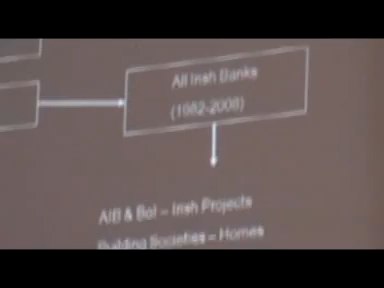 All Irish Banks
(1982-2008)
AIB & BoI – Irish Projects
Building Societies – Homes